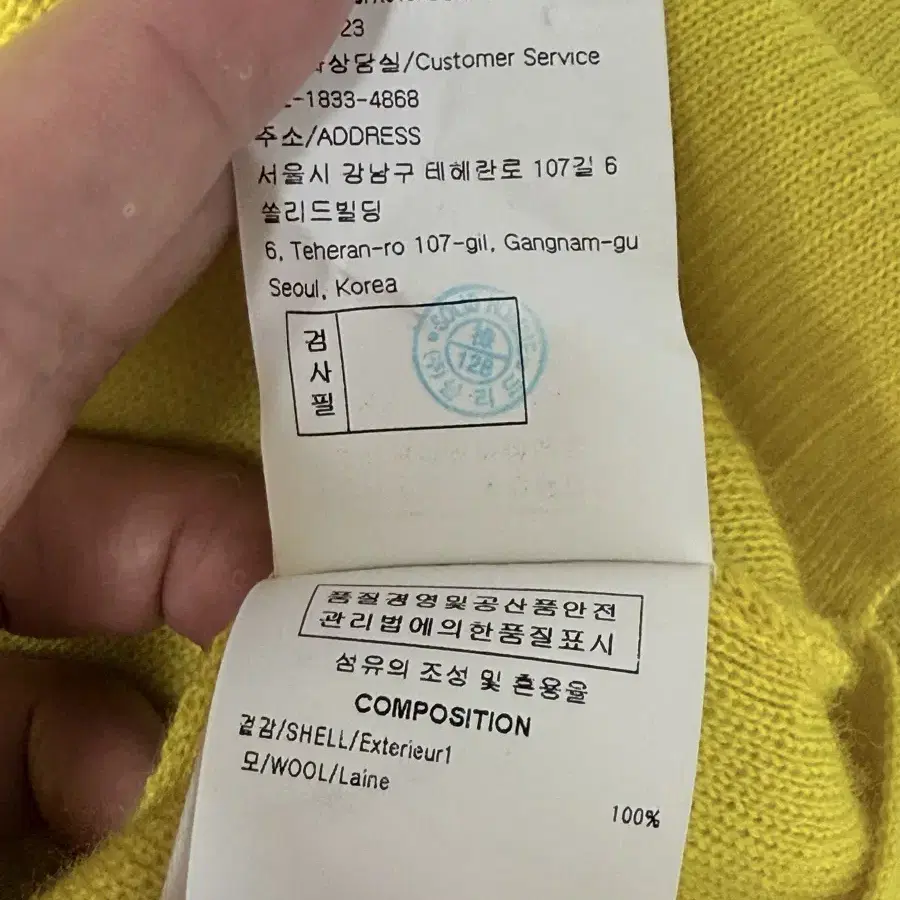 23
상담실/Customer Service
-1833-4868
주소/ADDRESS
서울시 강남구 테헤란로 107길 6
쏠리드빌딩
6, Teheran-ro 107-gil, Gangnam-gu
Seoul, Korea
검사필
128
품질경영및공산품안전
관리법에의한품질표시
섬유의 조성 및 혼용율
COMPOSITION
겉감/SHELL/Exterieur1
모/WOOL/Laine
100%